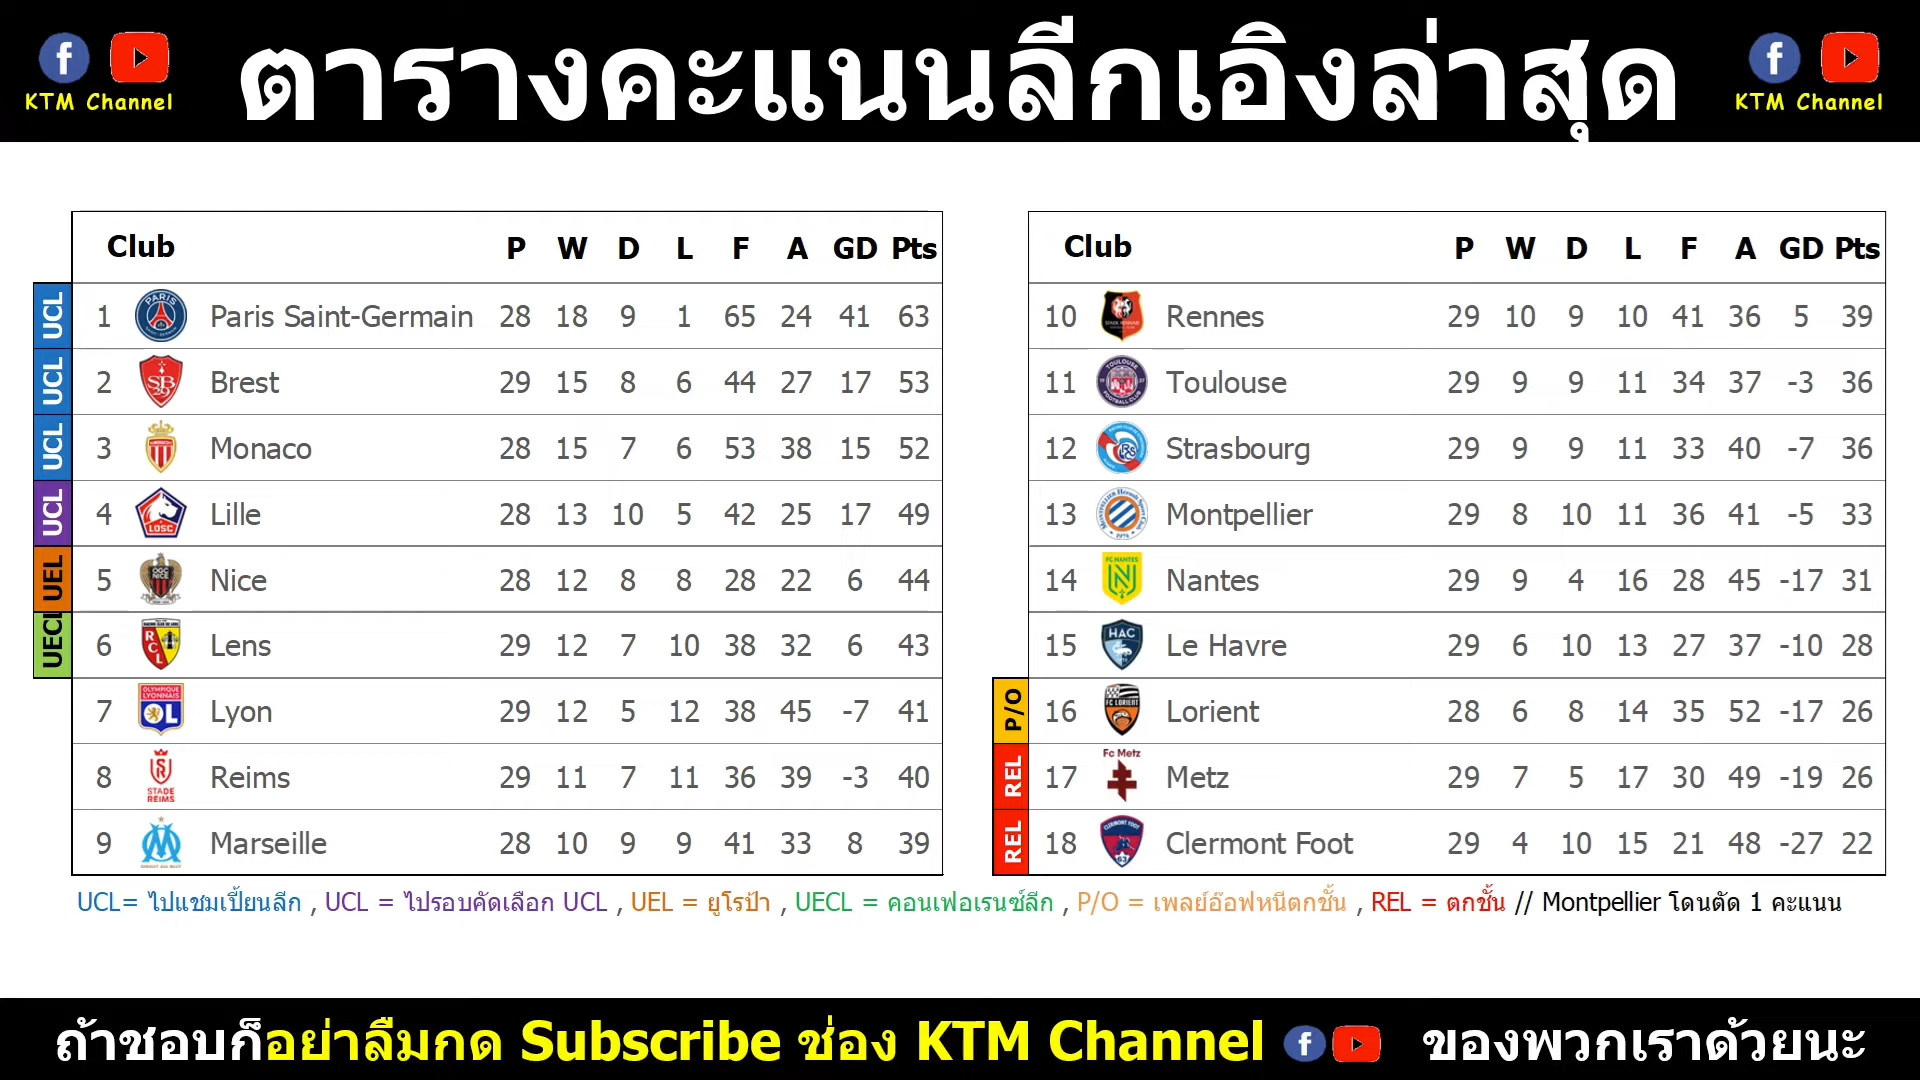 ตารางคะแนนลีกเอิงล่าสุด
KTM Channel
KTM Channel
Club P W D L F A GD Pts
UCL 1 Paris Saint-Germain 28 18 9 1 65 24 41 63
UCL 2 Brest 29 15 8 6 44 27 17 53
UCL 3 Monaco 28 15 7 6 53 38 15 52
UCL 4 Lille 28 13 10 5 42 25 17 49
UEL 5 Nice 28 12 8 8 28 22 6 44
UECL 6 Lens 29 12 7 10 38 32 6 43
7 Lyon 29 12 5 12 38 45 -7 41
8 Reims 29 11 7 11 36 39 -3 40
9 Marseille 28 10 9 9 41 33 8 39
Club P W D L F A GD Pts
10 Rennes 29 10 9 10 41 36 5 39
11 Toulouse 29 9 9 11 34 37 -3 36
12 Strasbourg 29 9 9 11 33 40 -7 36
13 Montpellier 29 8 10 11 36 41 -5 33
14 Nantes 29 9 4 16 28 45 -17 31
15 Le Havre 29 6 10 13 27 37 -10 28
P/O 16 Lorient 28 6 8 14 35 52 -17 26
REL 17 Metz 29 7 5 17 30 49 -19 26
REL 18 Clermont Foot 29 4 10 15 21 48 -27 22
UCL= ไปแชมเปี้ยนลีก , UCL = ไปรอบคัดเลือก UCL , UEL = ยูโรป้า , UECL = คอนเฟอเรนซ์ลีก , P/O = เพลย์อ๊อฟหนีตกชั้น , REL = ตกชั้น // Montpellier โดนตัด 1 คะแนน
ถ้าชอบก็อย่าลืมกด Subscribe ช่อง KTM Channel ของพวกเราด้วยนะ